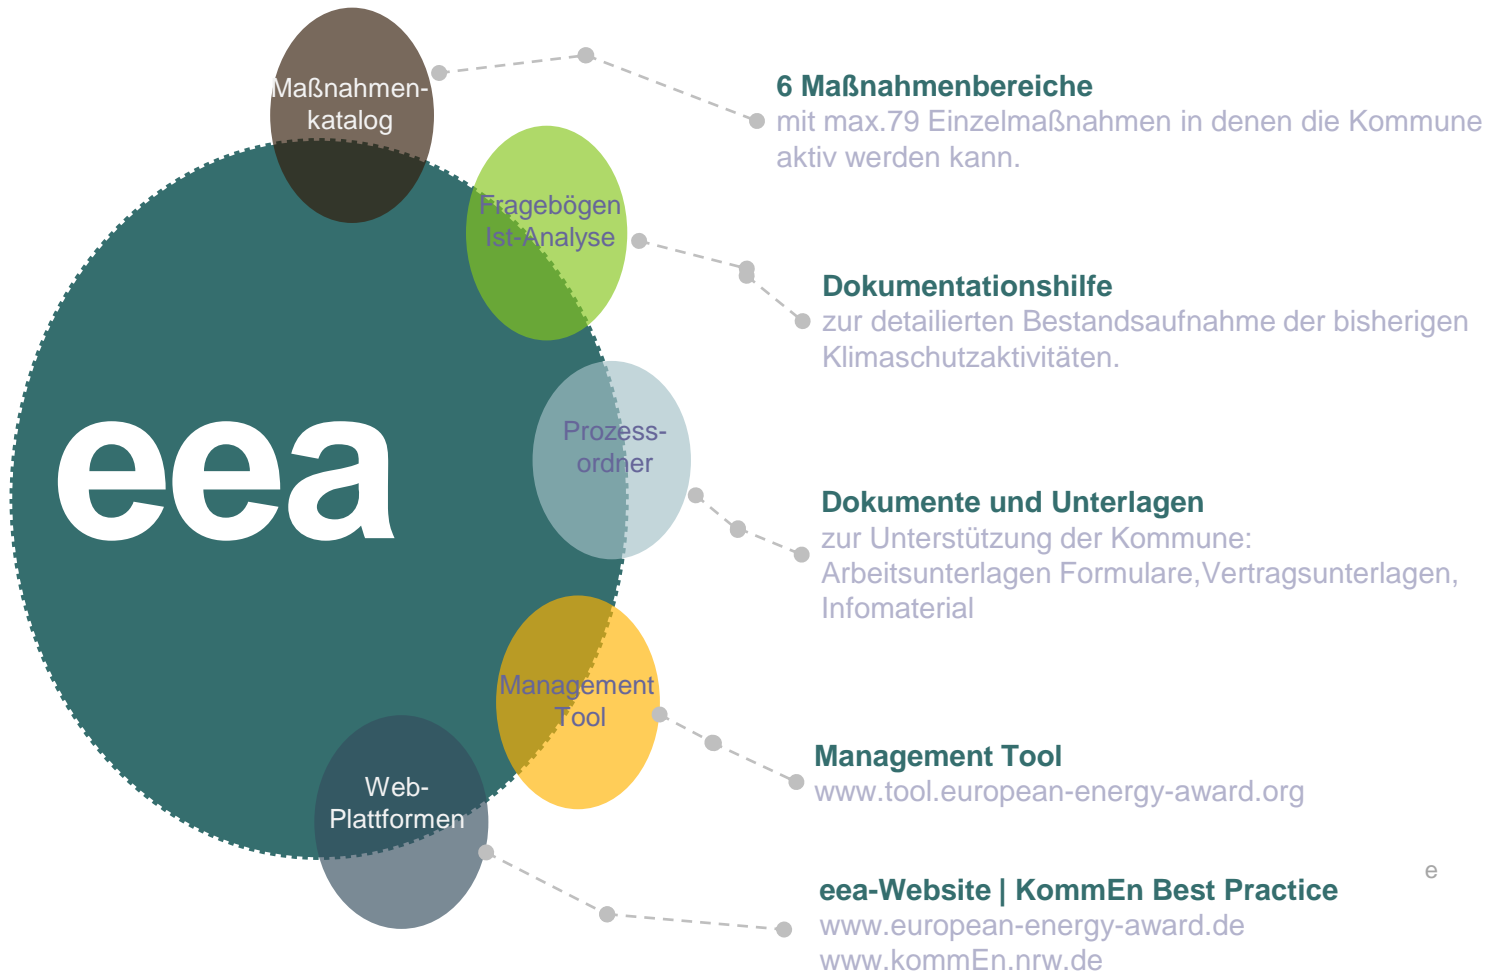 Maßnahmen-
katalog
6 Maßnahmenbereiche
mit max.79 Einzelmaßnahmen in denen die Kommune
aktiv werden kann.
Fragebögen
Ist-Analyse
Dokumentationshilfe
zur detailierten Bestandsaufnahme der bisherigen
Klimaschutzaktivitäten.
eea
Prozess-
ordner
Dokumente und Unterlagen
zur Unterstützung der Kommune:
Arbeitsunterlagen Formulare,Vertragsunterlagen,
Infomaterial
Management
Tool
Management Tool
www.tool.european-energy-award.org
Web-
Plattformen
eea-Website | KommEn Best Practice
www.european-energy-award.de
www.kommEn.nrw.de
e